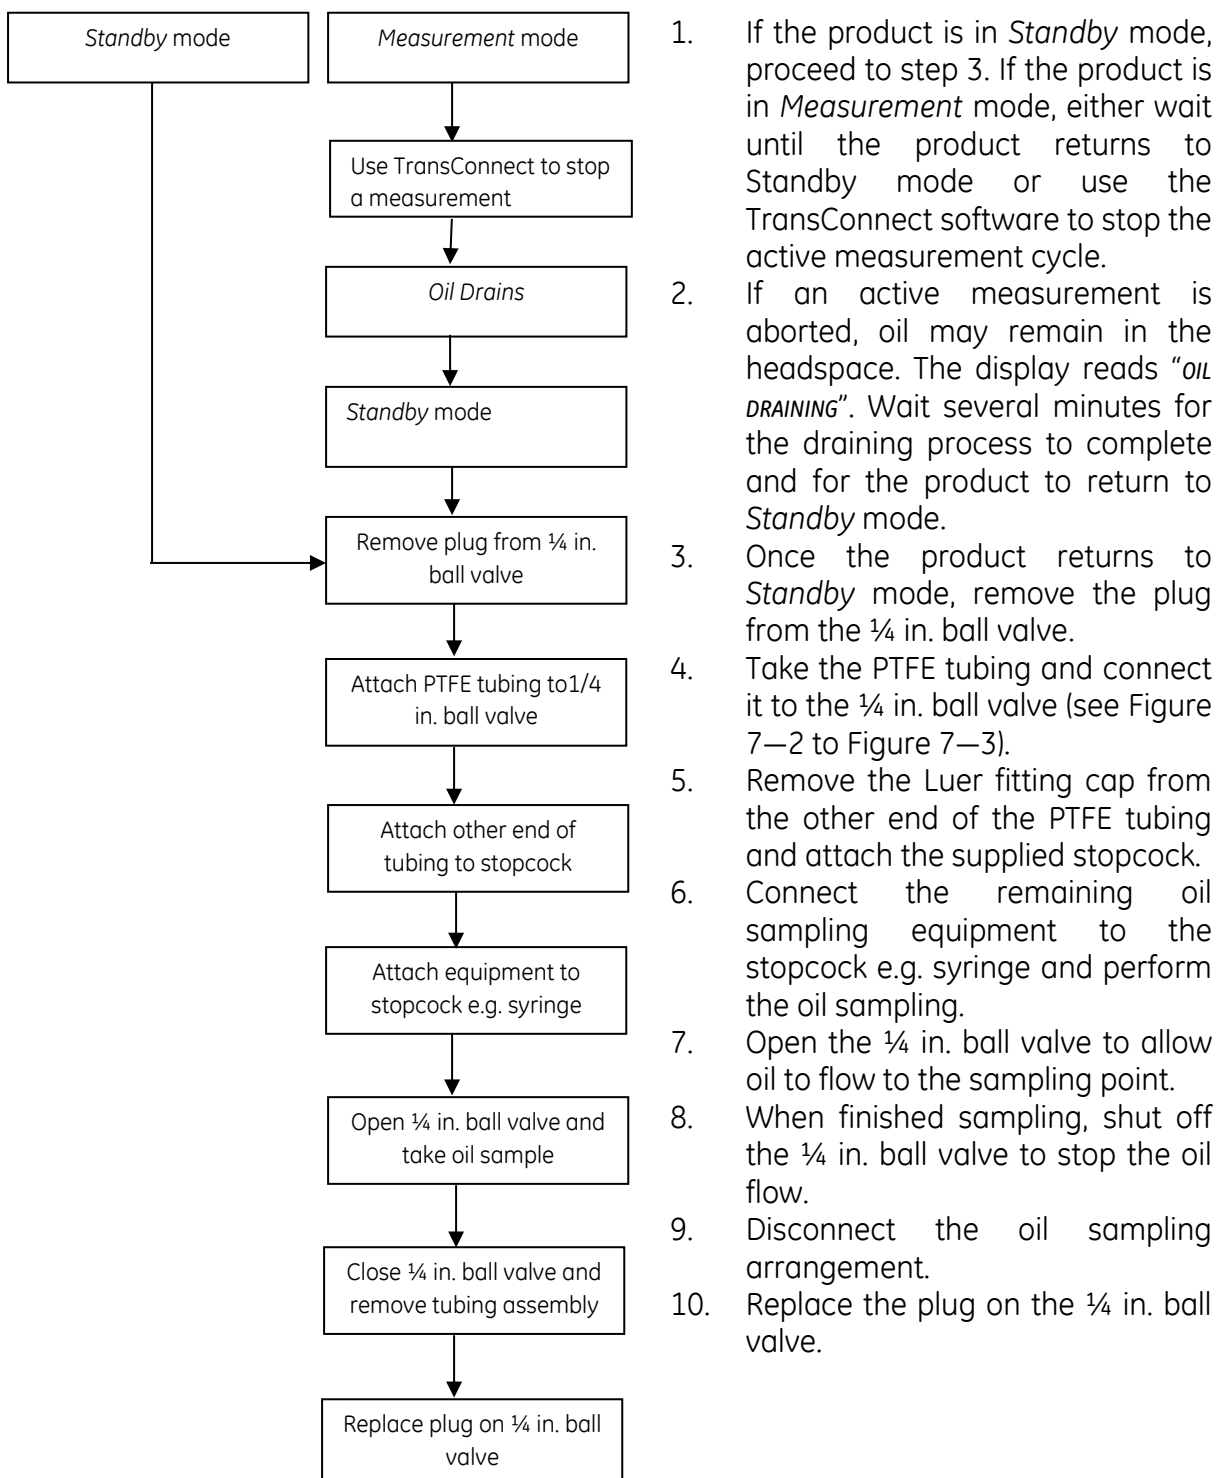 Standby mode
Measurement mode
Use TransConnect to stop
a measurement
Oil Drains
Standby mode
Remove plug from ¼ in.
ball valve
Attach PTFE tubing to1/4
in. ball valve
Attach other end of
tubing to stopcock
Attach equipment to
stopcock e.g. syringe
Open ¼ in. ball valve and
take oil sample
Close ¼ in. ball valve and
remove tubing assembly
Replace plug on ¼ in. ball
valve
1. If the product is in Standby mode,
proceed to step 3. If the product is
in Measurement mode, either wait
until the product returns to
Standby mode or use the
TransConnect software to stop the
active measurement cycle.
2. If an active measurement is
aborted, oil may remain in the
headspace. The display reads “OIL
DRAINING”. Wait several minutes for
the draining process to complete
and for the product to return to
Standby mode.
3. Once the product returns to
Standby mode, remove the plug
from the ¼ in. ball valve.
4. Take the PTFE tubing and connect
it to the ¼ in. ball valve (see Figure
7—2 to Figure 7—3).
5. Remove the Luer fitting cap from
the other end of the PTFE tubing
and attach the supplied stopcock.
6. Connect the remaining oil
sampling equipment to the
stopcock e.g. syringe and perform
the oil sampling.
7. Open the ¼ in. ball valve to allow
oil to flow to the sampling point.
8. When finished sampling, shut off
the ¼ in. ball valve to stop the oil
flow.
9. Disconnect the oil sampling
arrangement.
10. Replace the plug on the ¼ in. ball
valve.